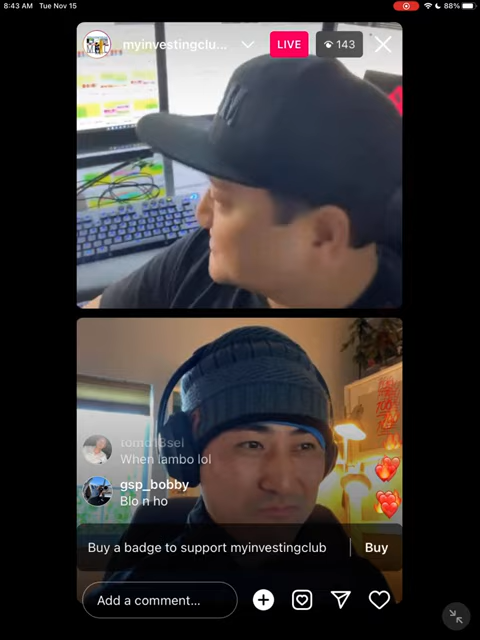 8:43 AM Tue Nov 15
88%
myinvestingclu...
LIVE
143
tomo18sei
When lambo lol
gsp_bobby
Blo n ho
Buy a badge to support myinvestingclub
Buy
Add a comment...